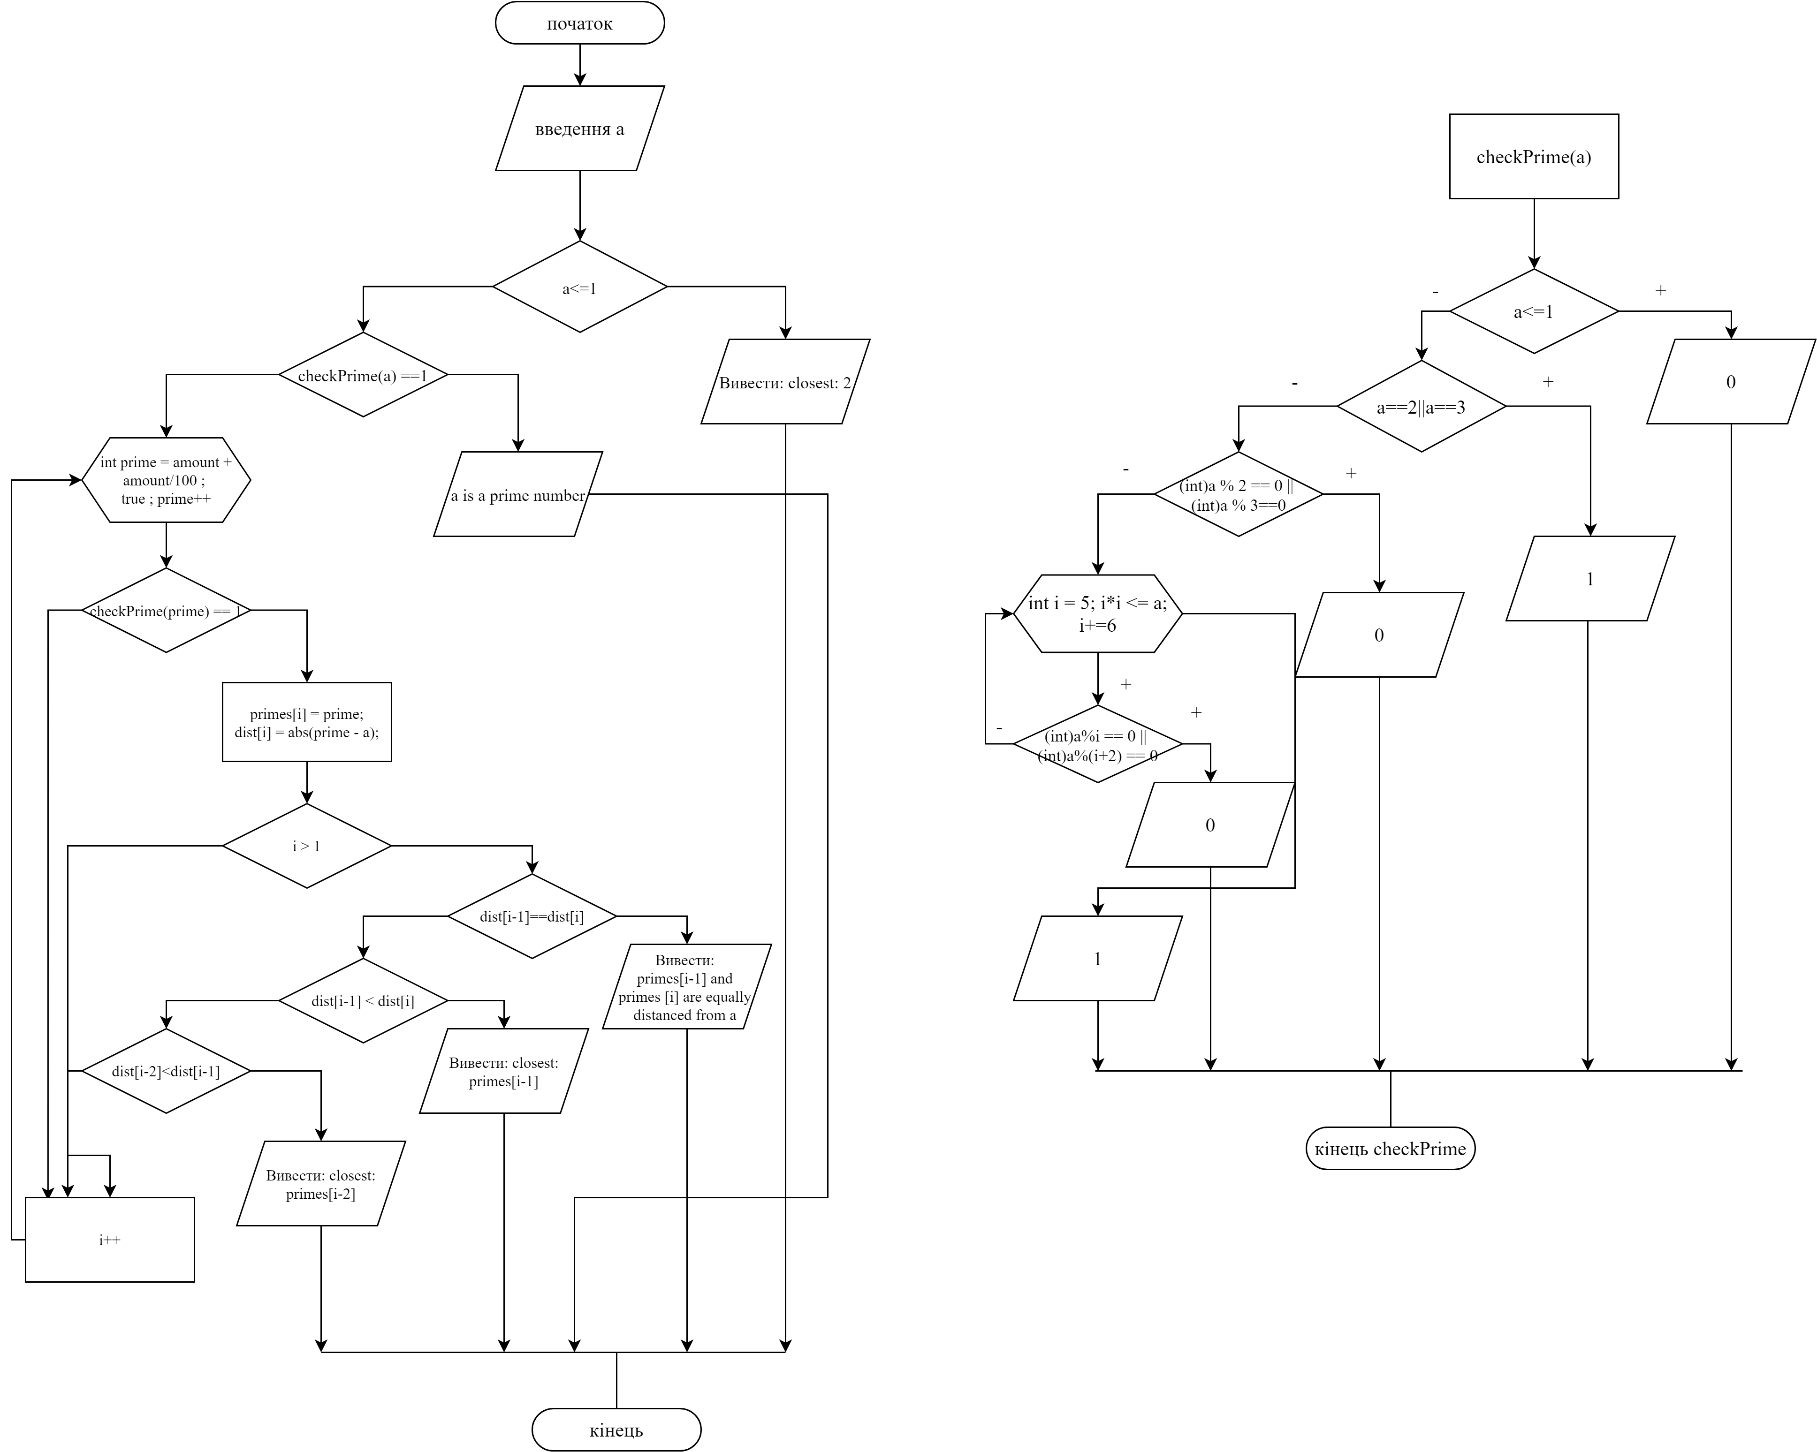 початок
введення a
a<=1
checkPrime(a) ==1
Вивести: closest: 2
int prime = amount +
amount/100 ;
true ; prime++
a is a prime number
checkPrime(prime) == 1
primes[i] = prime;
dist[i] = abs(prime - a);
i > 1
dist[i-1]==dist[i]
Вивести:
primes[i-1] and
primes [i] are equally
distanced from a
dist[i-1] < dist[i]
Вивести: closest:
primes[i-1]
dist[i-2]<dist[i-1]
Вивести: closest:
primes[i-2]
i++
кінець
checkPrime(a)
-
+
a<=1
0
-
+
a==2||a==3
1
-
+
(int)a % 2 == 0 ||
(int)a % 3==0
0
int i = 5; i*i <= a;
i+=6
+
-
+
(int)a%i == 0 ||
(int)a%(i+2) == 0
0
1
кінець checkPrime